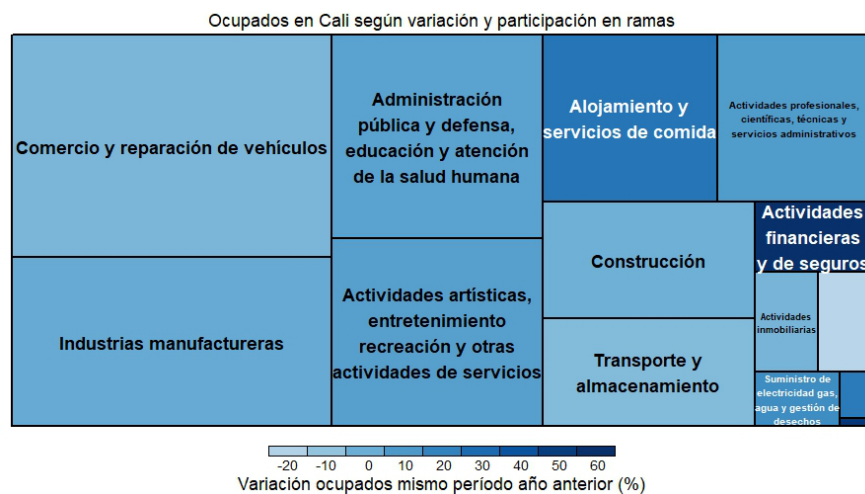 Ocupados en Cali según variación y participación en ramas
Comercio y reparación de vehículos
Industrias manufactureras
Administración
pública y defensa,
educación y atención
de la salud humana
Actividades artísticas,
entretenimiento
recreación y otras
actividades de servicios
Alojamiento y
servicios de comida
Actividades profesionales,
científicas, técnicas y
servicios administrativos
Construcción
Transporte y
almacenamiento
Actividades
financieras
y de seguros
Actividades
inmobiliarias
Suministro de
electricidad gas,
agua y gestión de
desechos
-20 -10 0 10 20 30 40 50 60
Variación ocupados mismo período año anterior (%)